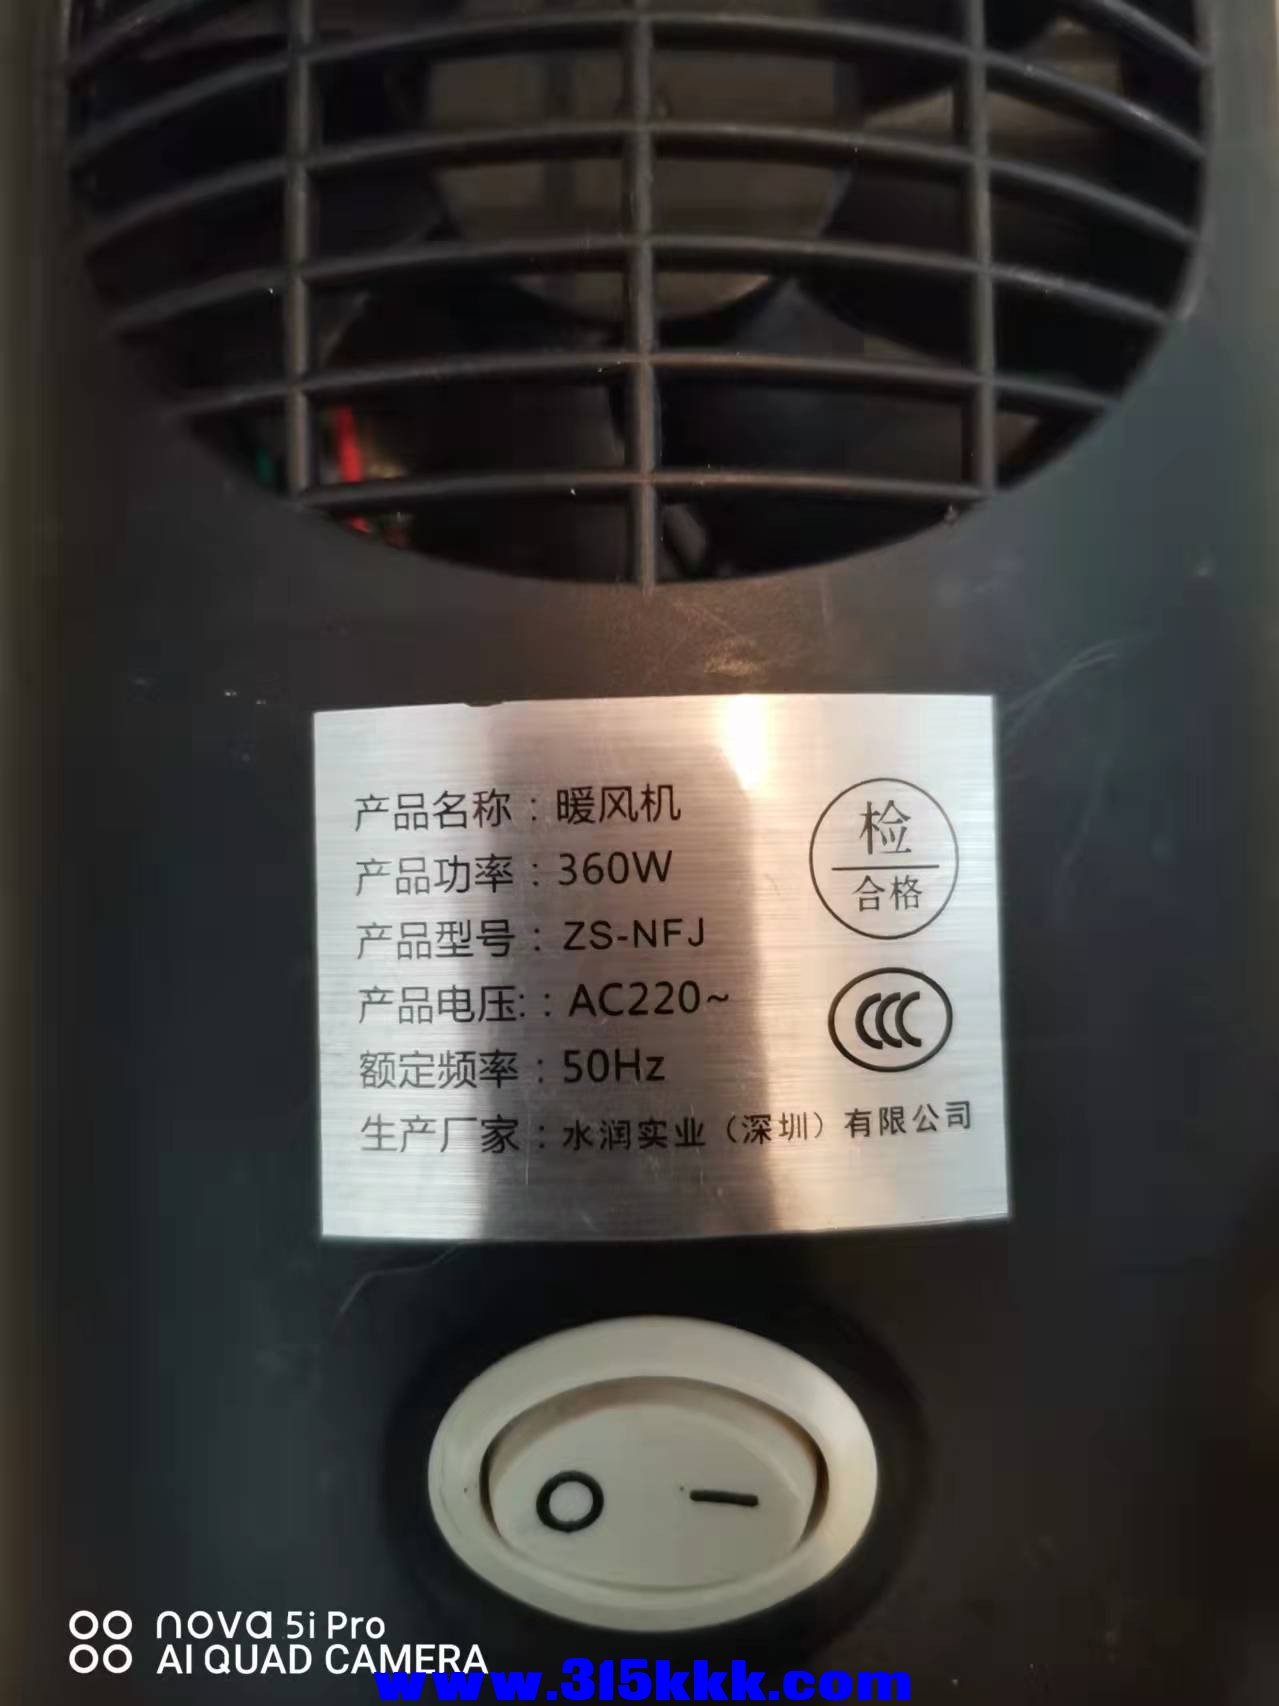 产品名称：暖风机
产品功率：360W
产品型号：ZS-NFJ
产品电压:：AC220~
额定频率：50Hz
生产厂家：水润实业（深圳）有限公司
检
合格
CCC
O
—
nova 5i Pro
AI QUAD CAMERA
www.315kkk.com